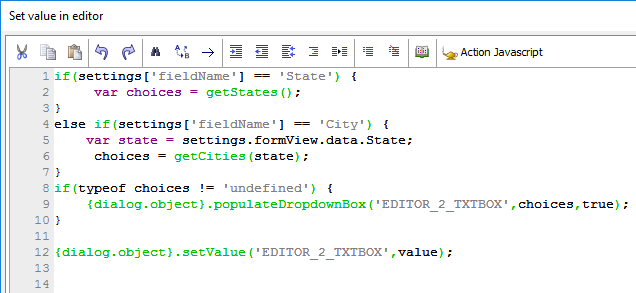 Set value in editor
Action Javascript
1 if(settings['fieldName'] == 'State') {
2 var choices = getStates();
3 }
4 else if(settings['fieldName'] == 'City') {
5 var state = settings.formView.data.State;
6 choices = getCities(state);
7 }
8 if(typeof choices != 'undefined') {
9 {dialog.object}.populateDropdownBox('EDITOR_2_TXTBOX',choices,true);
10 }
11
12 {dialog.object}.setValue('EDITOR_2_TXTBOX',value);
13
14